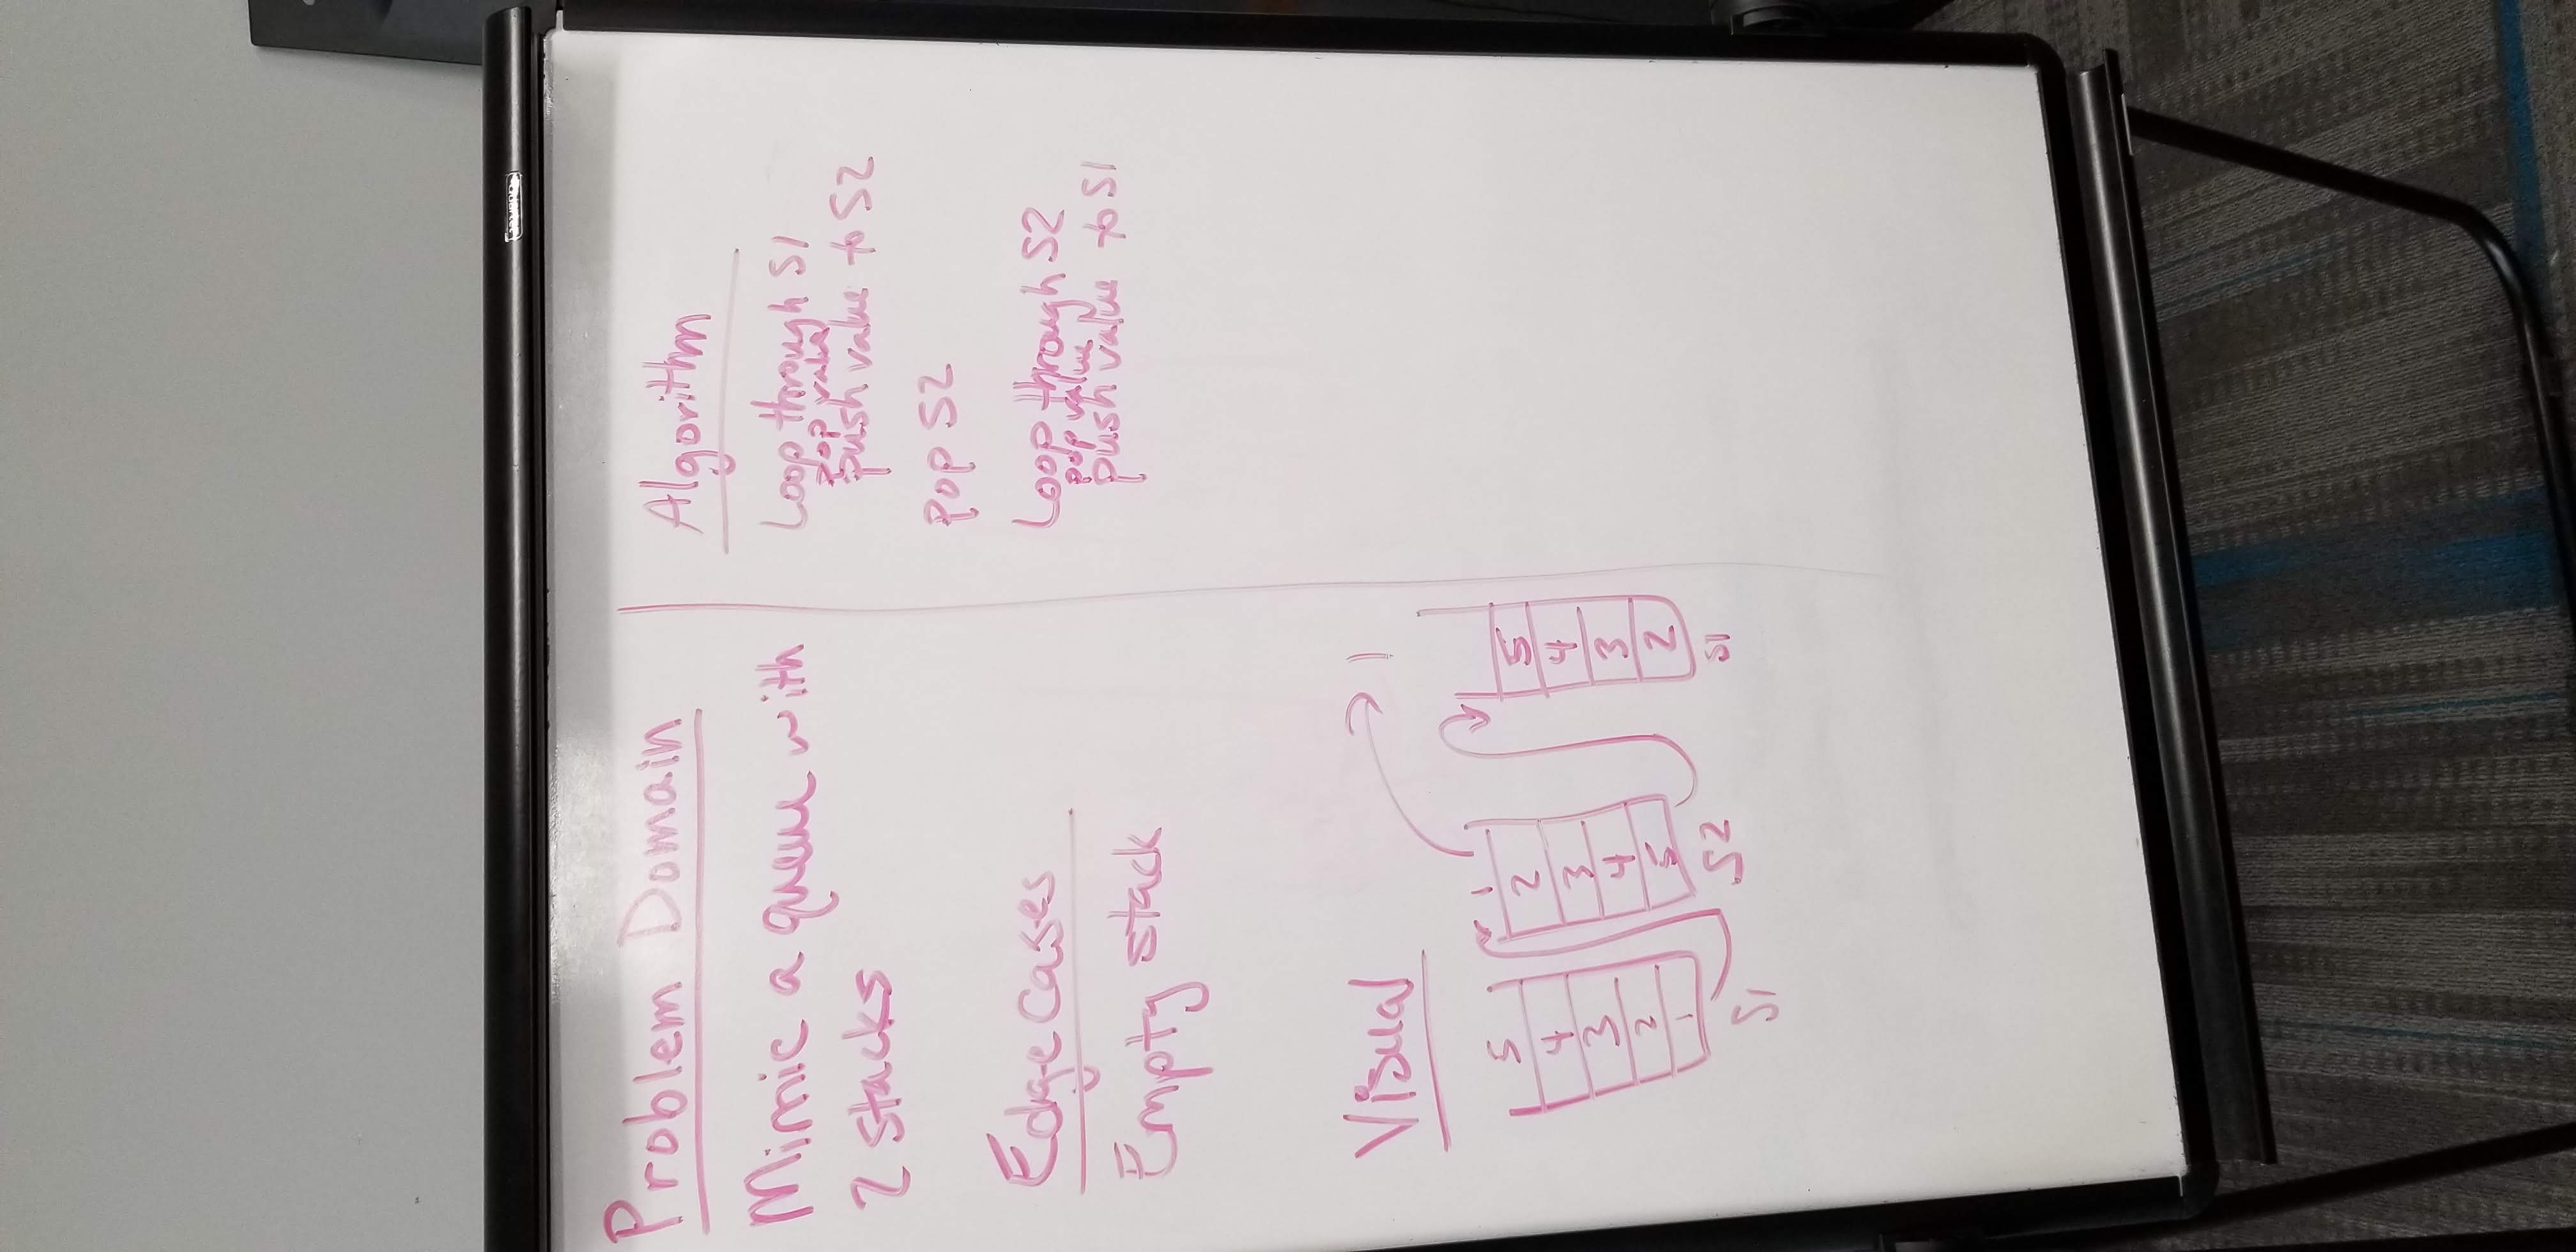 Quartet
Problem Domain
Mimic a queue with
2 stacks
Edge cases
Empty stack
Visual
1
5
4
3
2
1
S1
1
2
3
4
5
S2
5
4
3
2
S1
Algorithm
Loop through S1
pop value
push value to S2
pop S2
Loop through S2
pop value
push value to S1